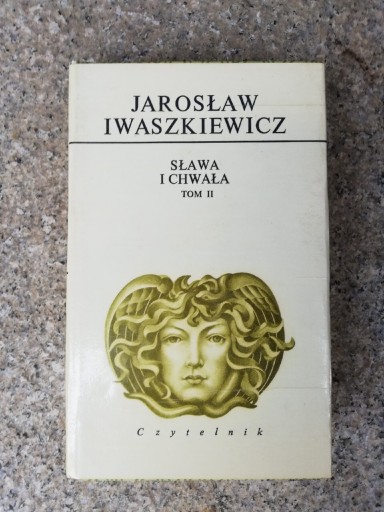 JAROSŁAW
IWASZKIEWICZ
SŁAWA
I CHWAŁA
TOM II
Czytelnik